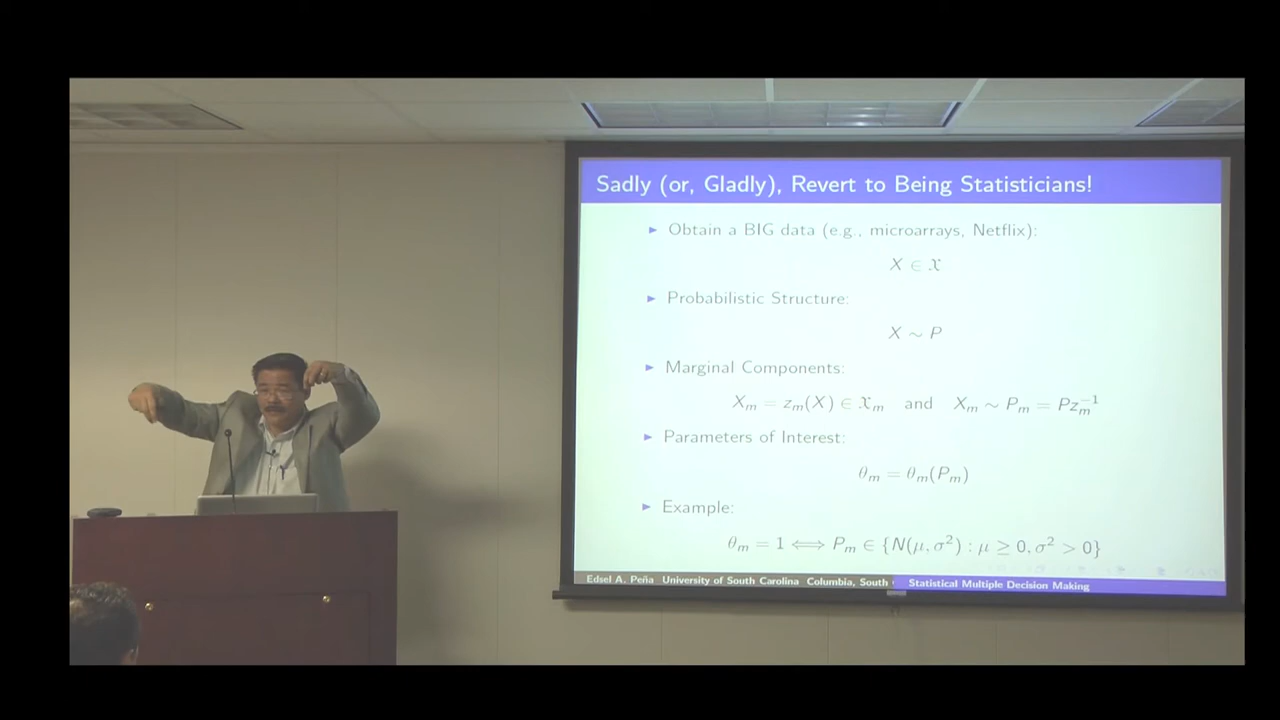 Sadly (or, Gladly), Revert to Being Statisticians!
► Obtain a BIG data (e.g., microarrays, Netflix):
X ∈ 𝔛
► Probabilistic Structure:
X ∼ P
► Marginal Components:
X_m = z_m(X) ∈ 𝔛_m and X_m ∼ P_m = Pz_m^{-1}
► Parameters of Interest:
θ_m = θ_m(P_m)
► Example:
θ_m = 1 ⟺ P_m ∈ {N(μ, σ²) : μ ≥ 0, σ² > 0}
Edsel A. Peña University of South Carolina Columbia, South Statistical Multiple Decision Making